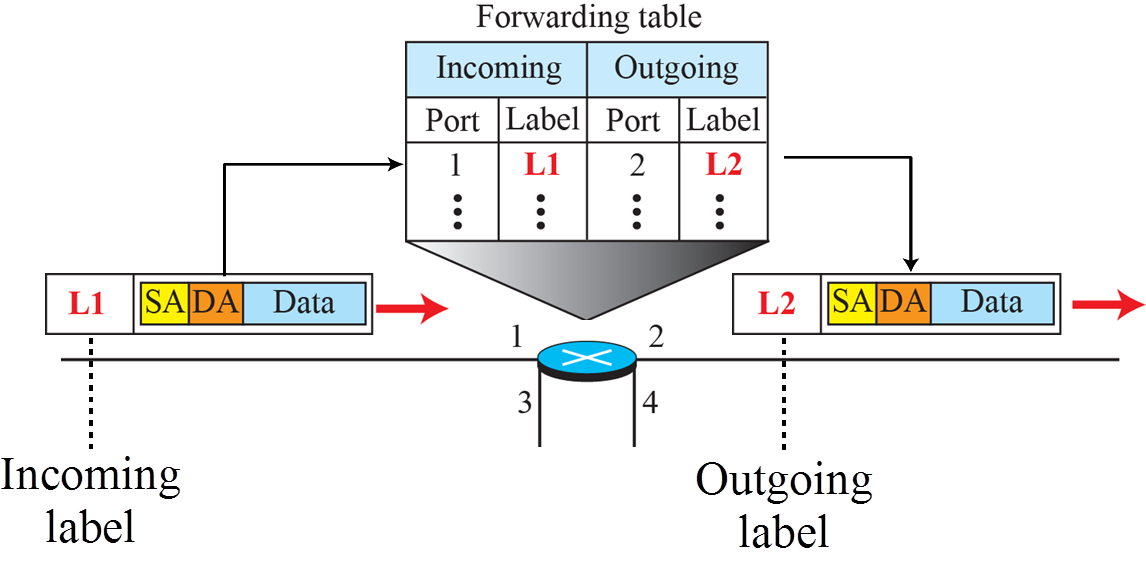 Forwarding table
Incoming Outgoing
Port Label Port Label
1 L1 2 L2
L1 SA DA Data
L2 SA DA Data
1 2
3 4
Incoming
label
Outgoing
label